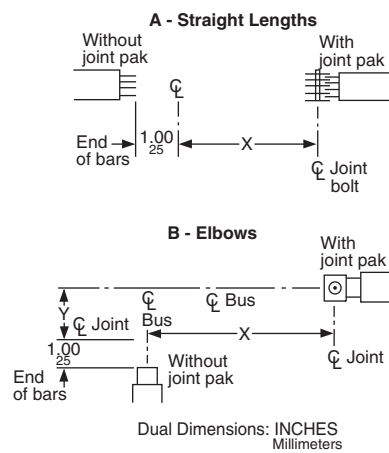 A - Straight Lengths
Without
joint pak
With
joint pak
℄
End
of bars
1.00
25
X
℄ Joint
bolt
B - Elbows
With
joint pak
℄
Bus
℄ Bus
Y
℄ Joint
X
1.00
25
Without
joint pak
℄ Joint
End
of bars
Dual Dimensions: INCHES
Millimeters